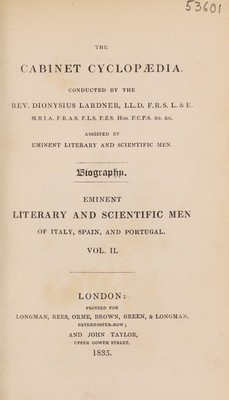 53601
THE
CABINET CYCLOPÆDIA.
CONDUCTED BY THE
REV. DIONYSIUS LARDNER, LL.D. F.R.S. L. & E.
M.R.I.A. F.R.A.S. F.L.S. F.Z.S. Hon. F.C.P.S. &c. &c.
ASSISTED BY
EMINENT LITERARY AND SCIENTIFIC MEN.
Biography.
EMINENT
LITERARY AND SCIENTIFIC MEN
OF ITALY, SPAIN, AND PORTUGAL.
VOL. II.
LONDON:
PRINTED FOR
LONGMAN, REES, ORME, BROWN, GREEN, & LONGMAN,
PATERNOSTER-ROW;
AND JOHN TAYLOR,
UPPER GOWER STREET.
1835.